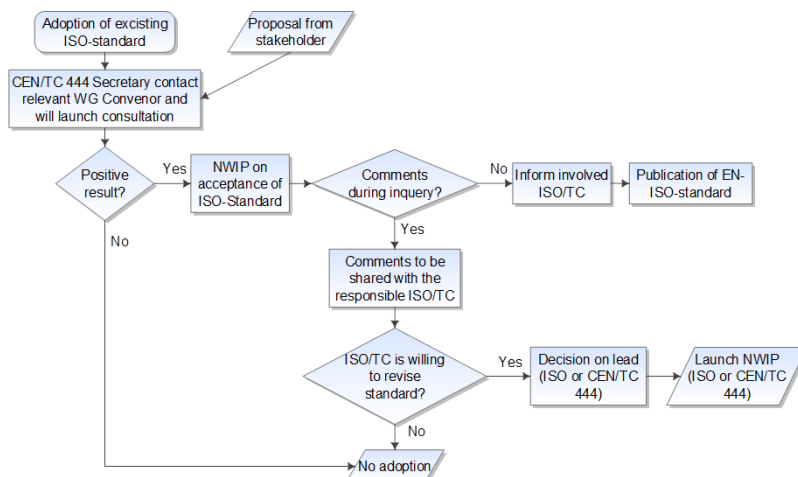 Adoption of excisting
ISO-standard
Proposal from
stakeholder
CEN/TC 444 Secretary contact
relevant WG Convenor and
will launch consultation
Positive
result?
Yes
NWIP on
acceptance of
ISO-Standard
Comments
during inquery?
No
Inform involved
ISO/TC
Publication of EN-
ISO-standard
No
Yes
Comments to be
shared with the
responsible ISO/TC
ISO/TC is willing
to revise
standard?
Yes
Decision on lead
(ISO or CEN/TC
444)
Launch NWIP
(ISO or CEN/TC
444)
No
No adoption